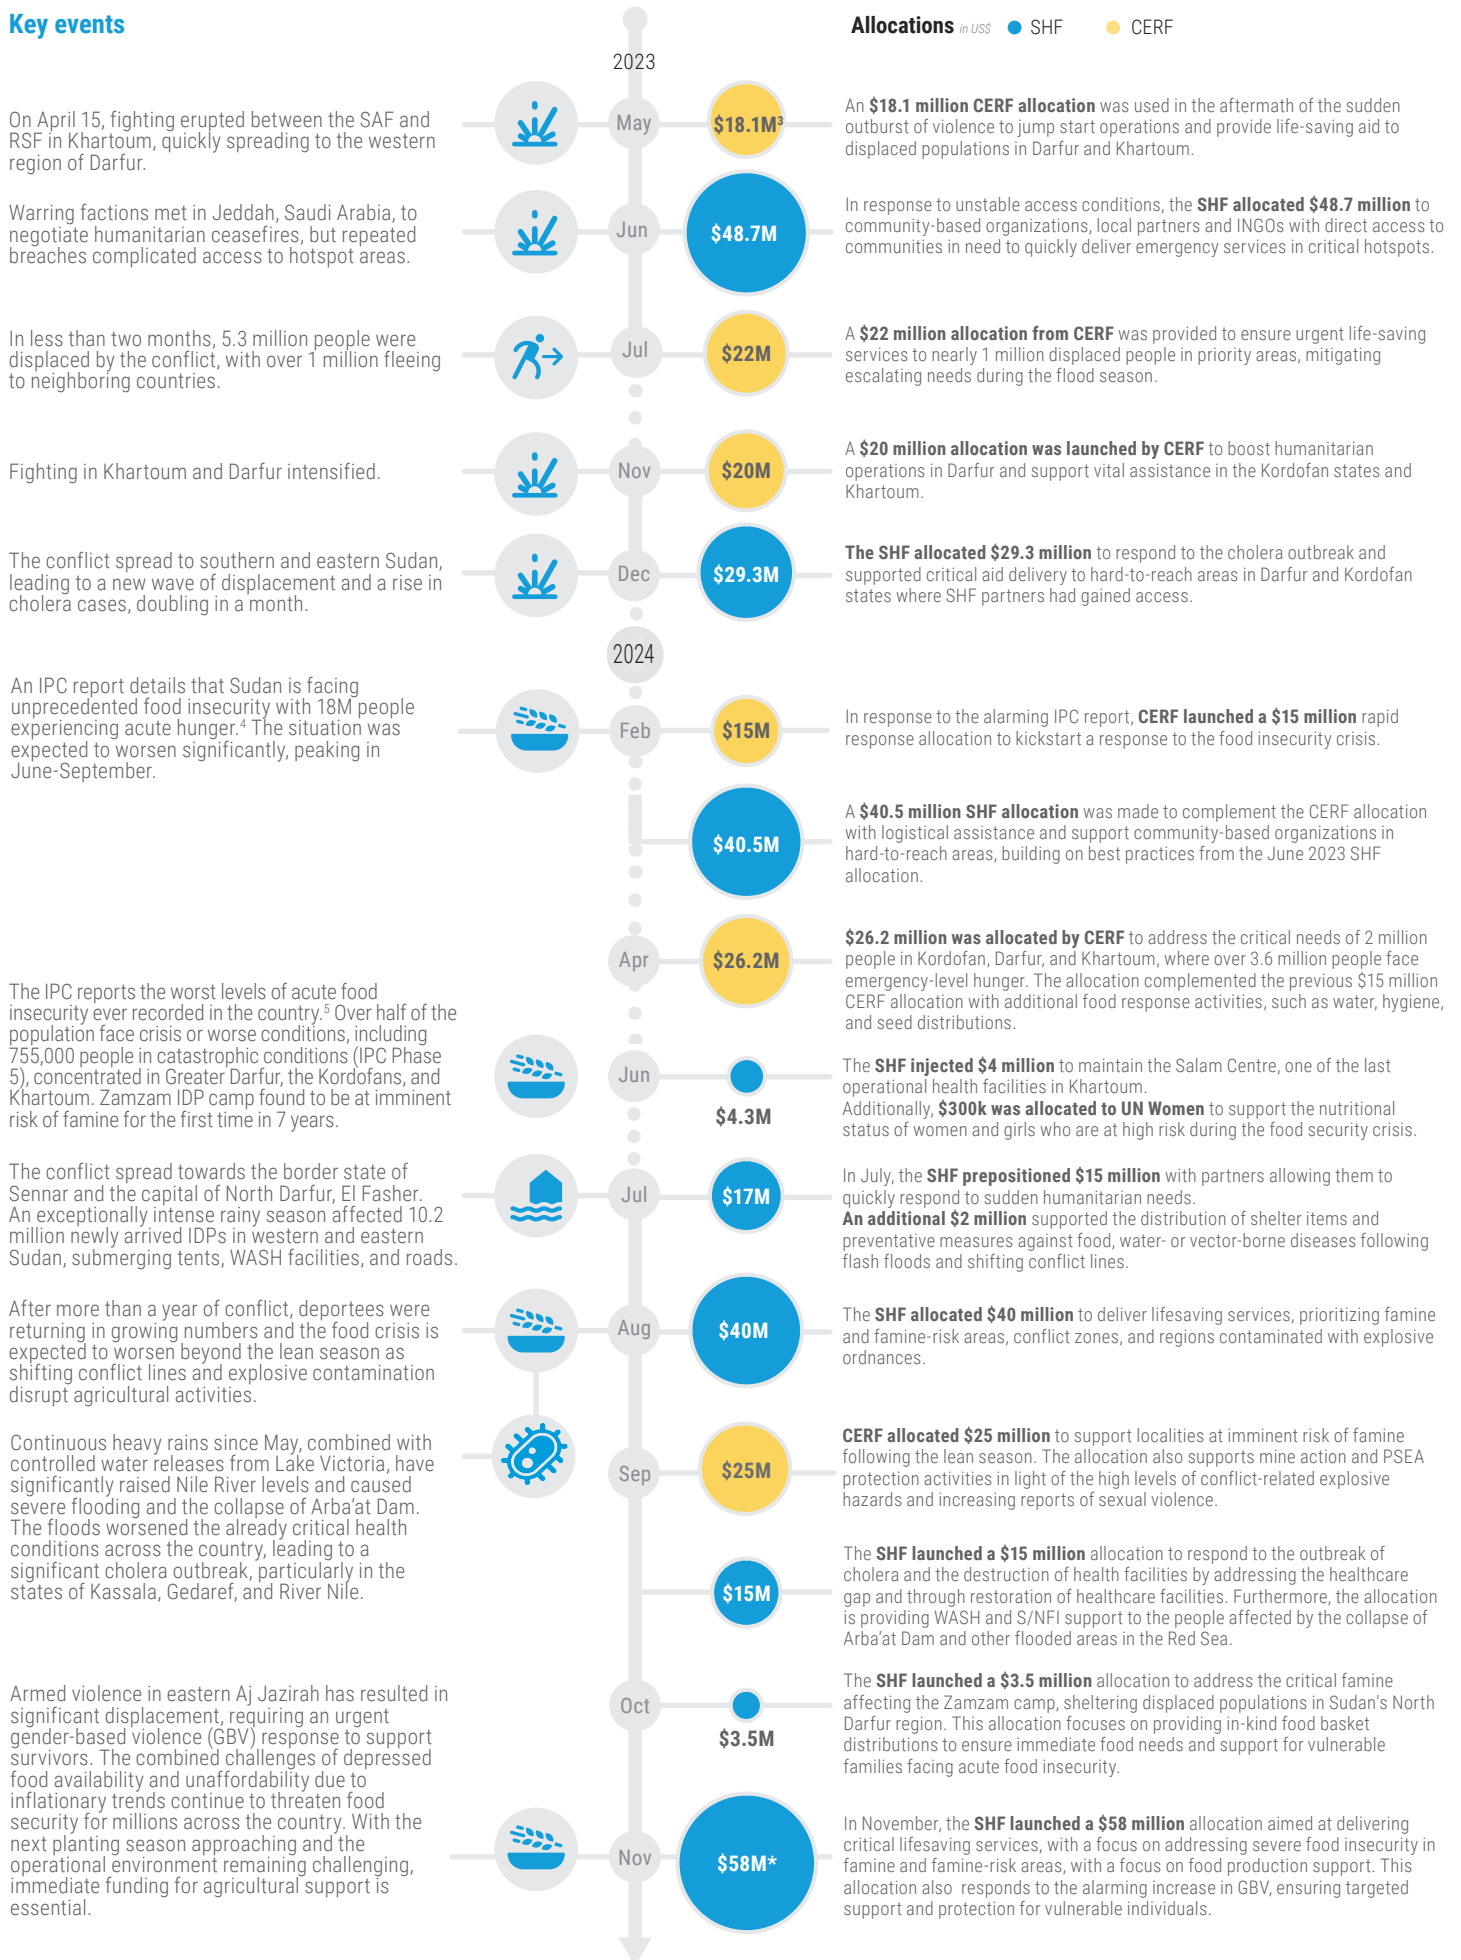 Key events
Allocations in US$ SHF CERF
2023
On April 15, fighting erupted between the SAF and
RSF in Khartoum, quickly spreading to the western
region of Darfur.
May
$18.1M³
An $18.1 million CERF allocation was used in the aftermath of the sudden
outburst of violence to jump start operations and provide life-saving aid to
displaced populations in Darfur and Khartoum.
Warring factions met in Jeddah, Saudi Arabia, to
negotiate humanitarian ceasefires, but repeated
breaches complicated access to hotspot areas.
Jun
$48.7M
In response to unstable access conditions, the SHF allocated $48.7 million to
community-based organizations, local partners and INGOs with direct access to
communities in need to quickly deliver emergency services in critical hotspots.
In less than two months, 5.3 million people were
displaced by the conflict, with over 1 million fleeing
to neighboring countries.
Jul
$22M
A $22 million allocation from CERF was provided to ensure urgent life-saving
services to nearly 1 million displaced people in priority areas, mitigating
escalating needs during the flood season.
Fighting in Khartoum and Darfur intensified.
Nov
$20M
A $20 million allocation was launched by CERF to boost humanitarian
operations in Darfur and support vital assistance in the Kordofan states and
Khartoum.
The conflict spread to southern and eastern Sudan,
leading to a new wave of displacement and a rise in
cholera cases, doubling in a month.
Dec
$29.3M
The SHF allocated $29.3 million to respond to the cholera outbreak and
supported critical aid delivery to hard-to-reach areas in Darfur and Kordofan
states where SHF partners had gained access.
2024
An IPC report details that Sudan is facing
unprecedented food insecurity with 18M people
experiencing acute hunger.⁴ The situation was
expected to worsen significantly, peaking in
June-September.
Feb
$15M
In response to the alarming IPC report, CERF launched a $15 million rapid
response allocation to kickstart a response to the food insecurity crisis.
$40.5M
A $40.5 million SHF allocation was made to complement the CERF allocation
with logistical assistance and support community-based organizations in
hard-to-reach areas, building on best practices from the June 2023 SHF
allocation.
Apr
$26.2M
$26.2 million was allocated by CERF to address the critical needs of 2 million
people in Kordofan, Darfur, and Khartoum, where over 3.6 million people face
emergency-level hunger. The allocation complemented the previous $15 million
CERF allocation with additional food response activities, such as water, hygiene,
and seed distributions.
The IPC reports the worst levels of acute food
insecurity ever recorded in the country.⁵ Over half of the
population face crisis or worse conditions, including
755,000 people in catastrophic conditions (IPC Phase
5), concentrated in Greater Darfur, the Kordofans, and
Khartoum. Zamzam IDP camp found to be at imminent
risk of famine for the first time in 7 years.
Jun
$4.3M
The SHF injected $4 million to maintain the Salam Centre, one of the last
operational health facilities in Khartoum.
Additionally, $300k was allocated to UN Women to support the nutritional
status of women and girls who are at high risk during the food security crisis.
The conflict spread towards the border state of
Sennar and the capital of North Darfur, El Fasher.
An exceptionally intense rainy season affected 10.2
million newly arrived IDPs in western and eastern
Sudan, submerging tents, WASH facilities, and roads.
Jul
$17M
In July, the SHF prepositioned $15 million with partners allowing them to
quickly respond to sudden humanitarian needs.
An additional $2 million supported the distribution of shelter items and
preventative measures against food, water- or vector-borne diseases following
flash floods and shifting conflict lines.
After more than a year of conflict, deportees were
returning in growing numbers and the food crisis is
expected to worsen beyond the lean season as
shifting conflict lines and explosive contamination
disrupt agricultural activities.
Aug
$40M
The SHF allocated $40 million to deliver lifesaving services, prioritizing famine
and famine-risk areas, conflict zones, and regions contaminated with explosive
ordnances.
Continuous heavy rains since May, combined with
controlled water releases from Lake Victoria, have
significantly raised Nile River levels and caused
severe flooding and the collapse of Arba'at Dam.
The floods worsened the already critical health
conditions across the country, leading to a
significant cholera outbreak, particularly in the
states of Kassala, Gedaref, and River Nile.
Sep
$25M
CERF allocated $25 million to support localities at imminent risk of famine
following the lean season. The allocation also supports mine action and PSEA
protection activities in light of the high levels of conflict-related explosive
hazards and increasing reports of sexual violence.
$15M
The SHF launched a $15 million allocation to respond to the outbreak of
cholera and the destruction of health facilities by addressing the healthcare
gap and through restoration of healthcare facilities. Furthermore, the allocation
is providing WASH and S/NFI support to the people affected by the collapse of
Arba'at Dam and other flooded areas in the Red Sea.
Armed violence in eastern Aj Jazirah has resulted in
significant displacement, requiring an urgent
gender-based violence (GBV) response to support
survivors. The combined challenges of depressed
food availability and unaffordability due to
inflationary trends continue to threaten food
security for millions across the country. With the
next planting season approaching and the
operational environment remaining challenging,
immediate funding for agricultural support is
essential.
Oct
$3.5M
The SHF launched a $3.5 million allocation to address the critical famine
affecting the Zamzam camp, sheltering displaced populations in Sudan's North
Darfur region. This allocation focuses on providing in-kind food basket
distributions to ensure immediate food needs and support for vulnerable
families facing acute food insecurity.
Nov
$58M*
In November, the SHF launched a $58 million allocation aimed at delivering
critical lifesaving services, with a focus on addressing severe food insecurity in
famine and famine-risk areas, with a focus on food production support. This
allocation also responds to the alarming increase in GBV, ensuring targeted
support and protection for vulnerable individuals.